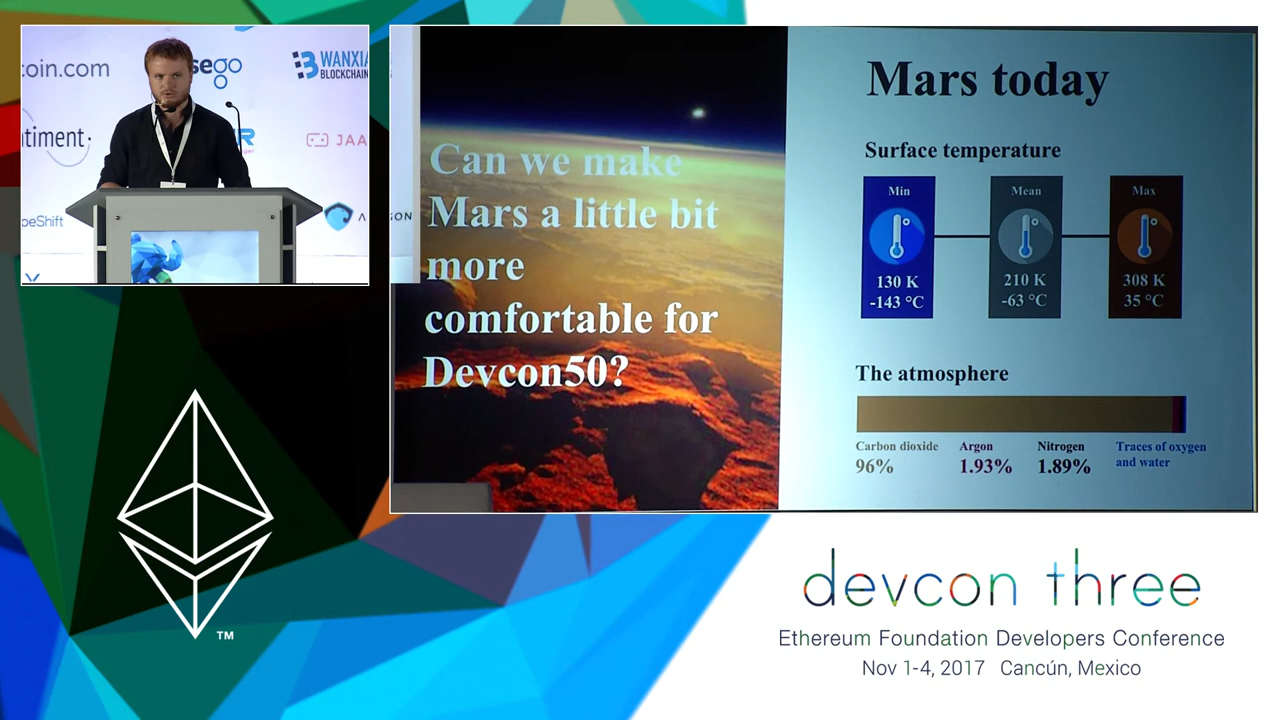 coin.com
sego
WANXIA
BLOCKCHAIN
timent.
JAA
peShift
AGON
Can we make
Mars a little bit
more
comfortable for
Devcon50?
Mars today
Surface temperature
Min
Mean
Max
130 K
-143 °C
210 K
-63 °C
308 K
35 °C
The atmosphere
Carbon dioxide
96%
Argon
1.93%
Nitrogen
1.89%
Traces of oxygen
and water
TM
devcon three
Ethereum Foundation Developers Conference
Nov 1-4, 2017 Cancún, Mexico